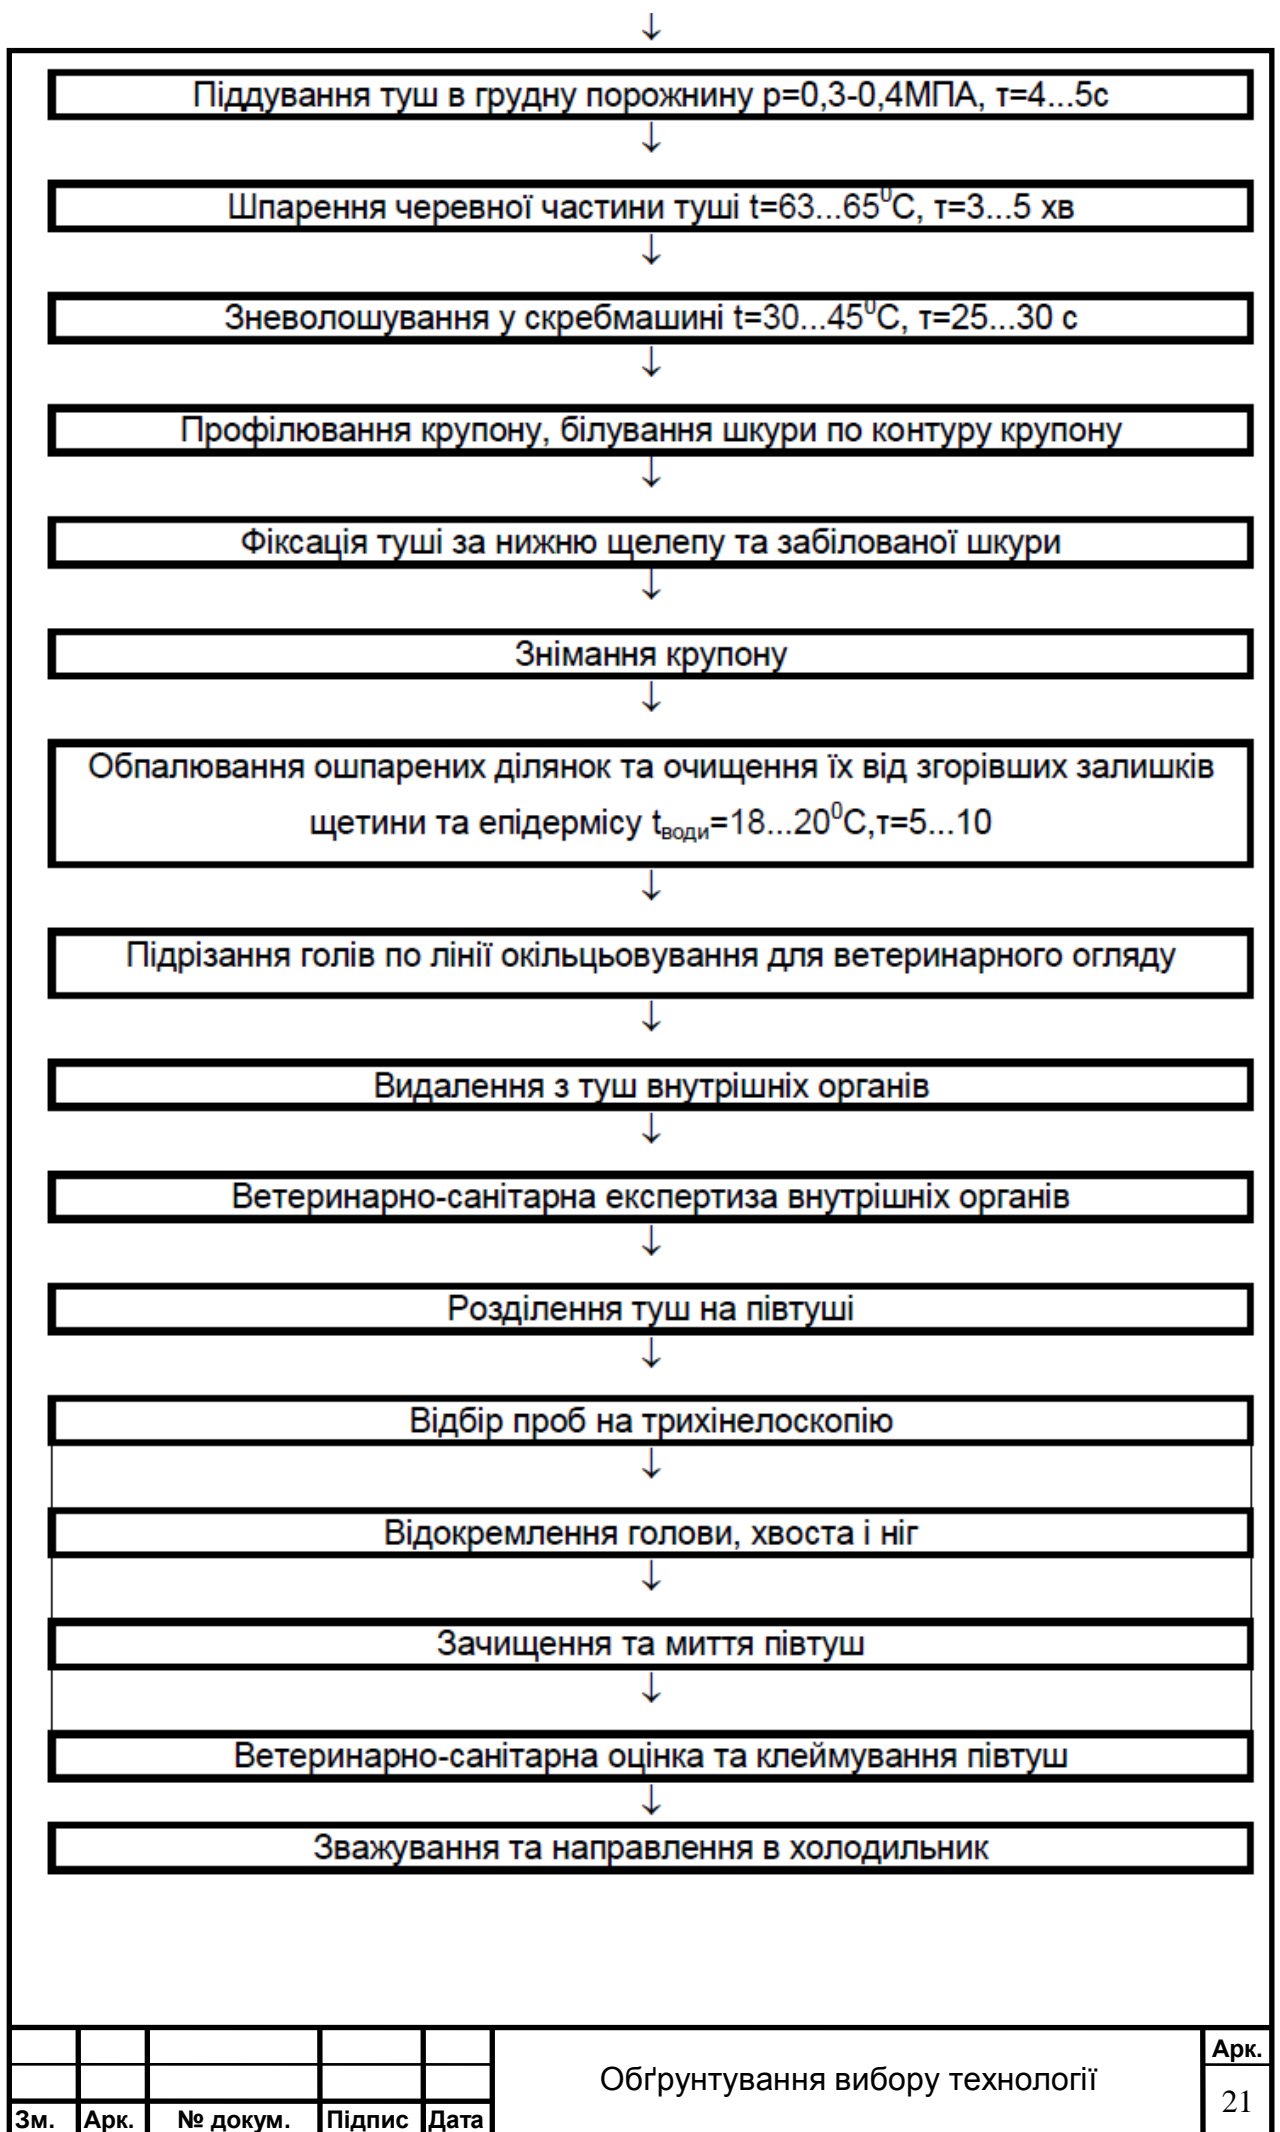 ↓
Піддування туш в грудну порожнину р=0,3-0,4МПА, τ=4...5с
↓
Шпарення черевної частини туші t=63...65⁰С, τ=3...5 хв
↓
Зневолошування у скребмашині t=30...45⁰С, τ=25...30 с
↓
Профілювання крупону, білування шкури по контуру крупону
↓
Фіксація туші за нижню щелепу та забілованої шкури
↓
Знімання крупону
↓
Обпалювання ошпарених ділянок та очищення їх від згорівших залишків
щетини та епідермісу tводи=18...20⁰С,τ=5...10
↓
Підрізання голів по лінії окільцьовування для ветеринарного огляду
↓
Видалення з туш внутрішніх органів
↓
Ветеринарно-санітарна експертиза внутрішніх органів
↓
Розділення туш на півтуші
↓
Відбір проб на трихінелоскопію
↓
Відокремлення голови, хвоста і ніг
↓
Зачищення та миття півтуш
↓
Ветеринарно-санітарна оцінка та клеймування півтуш
↓
Зважування та направлення в холодильник
Обґрунтування вибору технології
Арк.
21
Зм. Арк. № докум. Підпис Дата